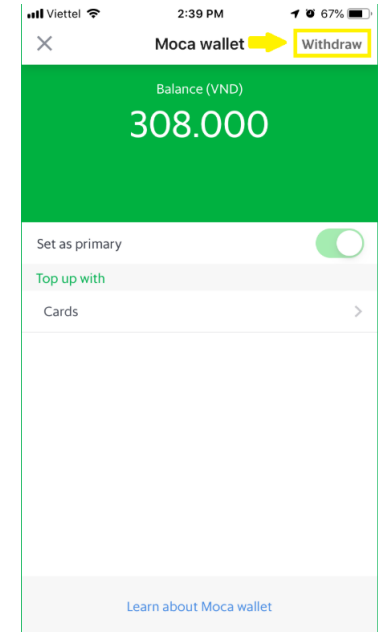 Viettel 2:39 PM 67%
Moca wallet Withdraw
Balance (VND)
308.000
Set as primary
Top up with
Cards
Learn about Moca wallet